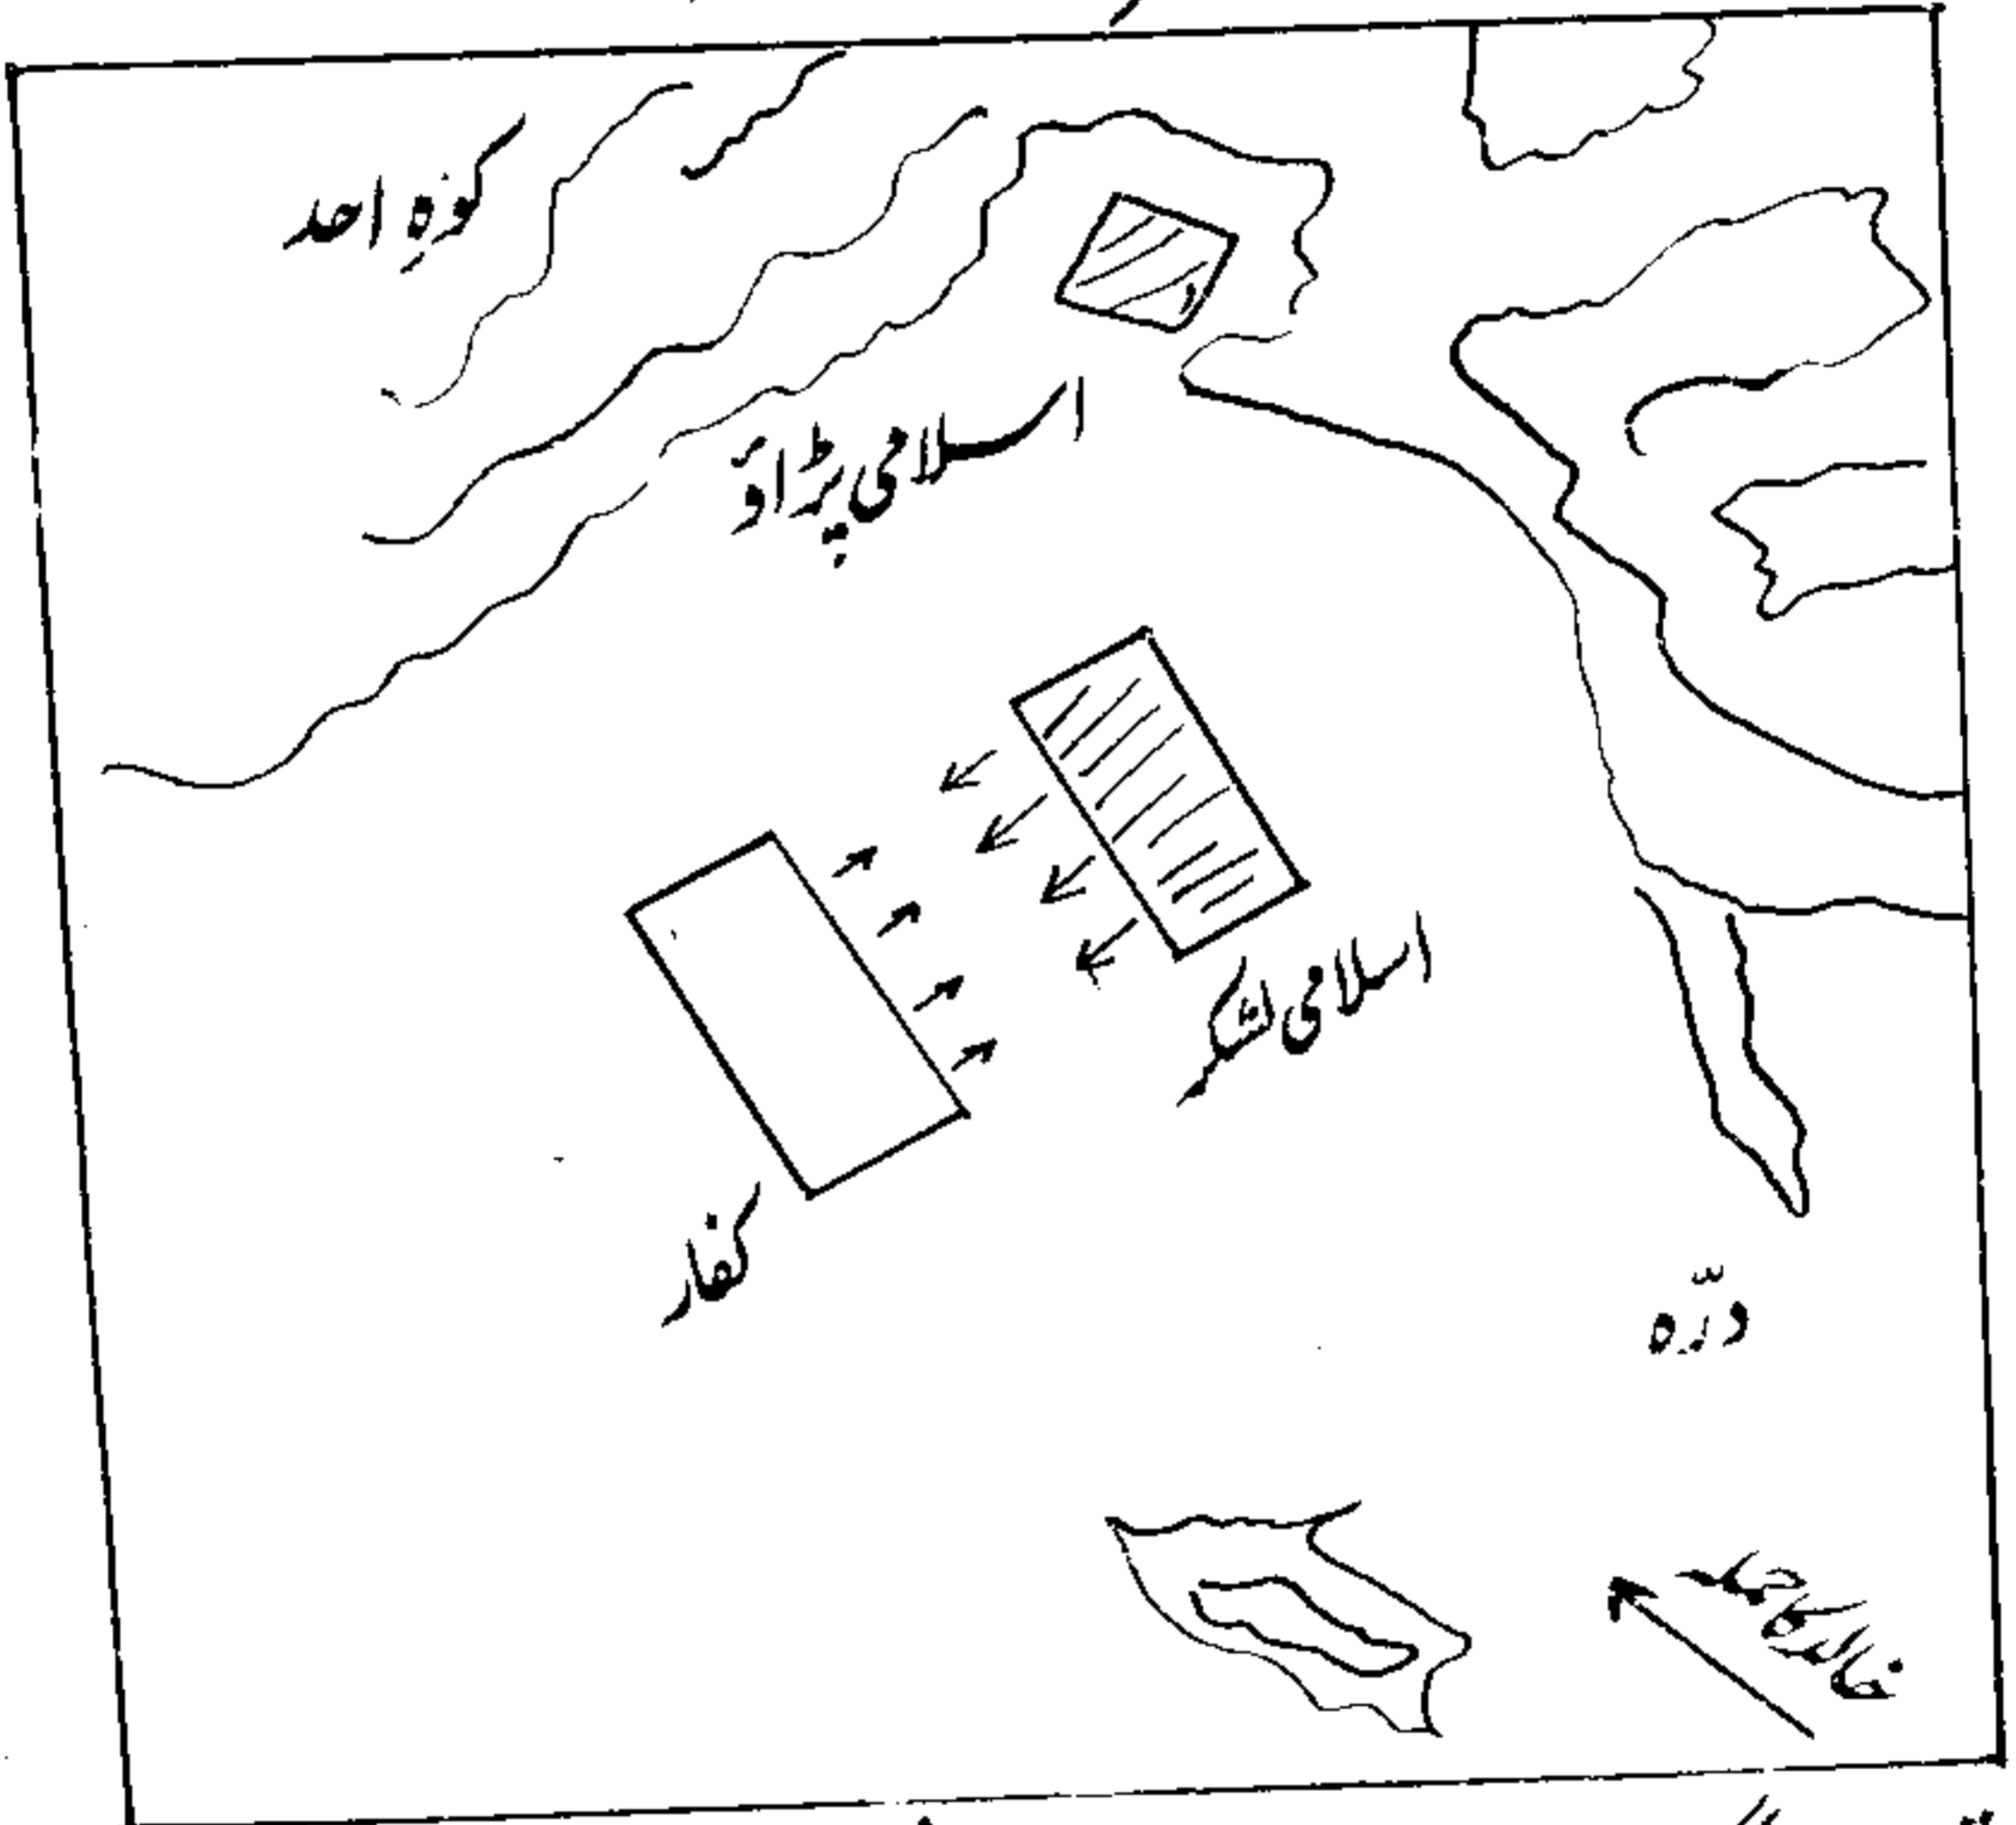 کوہ احد
اسلامی پڑاؤ
اسلامی لشکر
کفار
درّہ
خالد کا حملہ